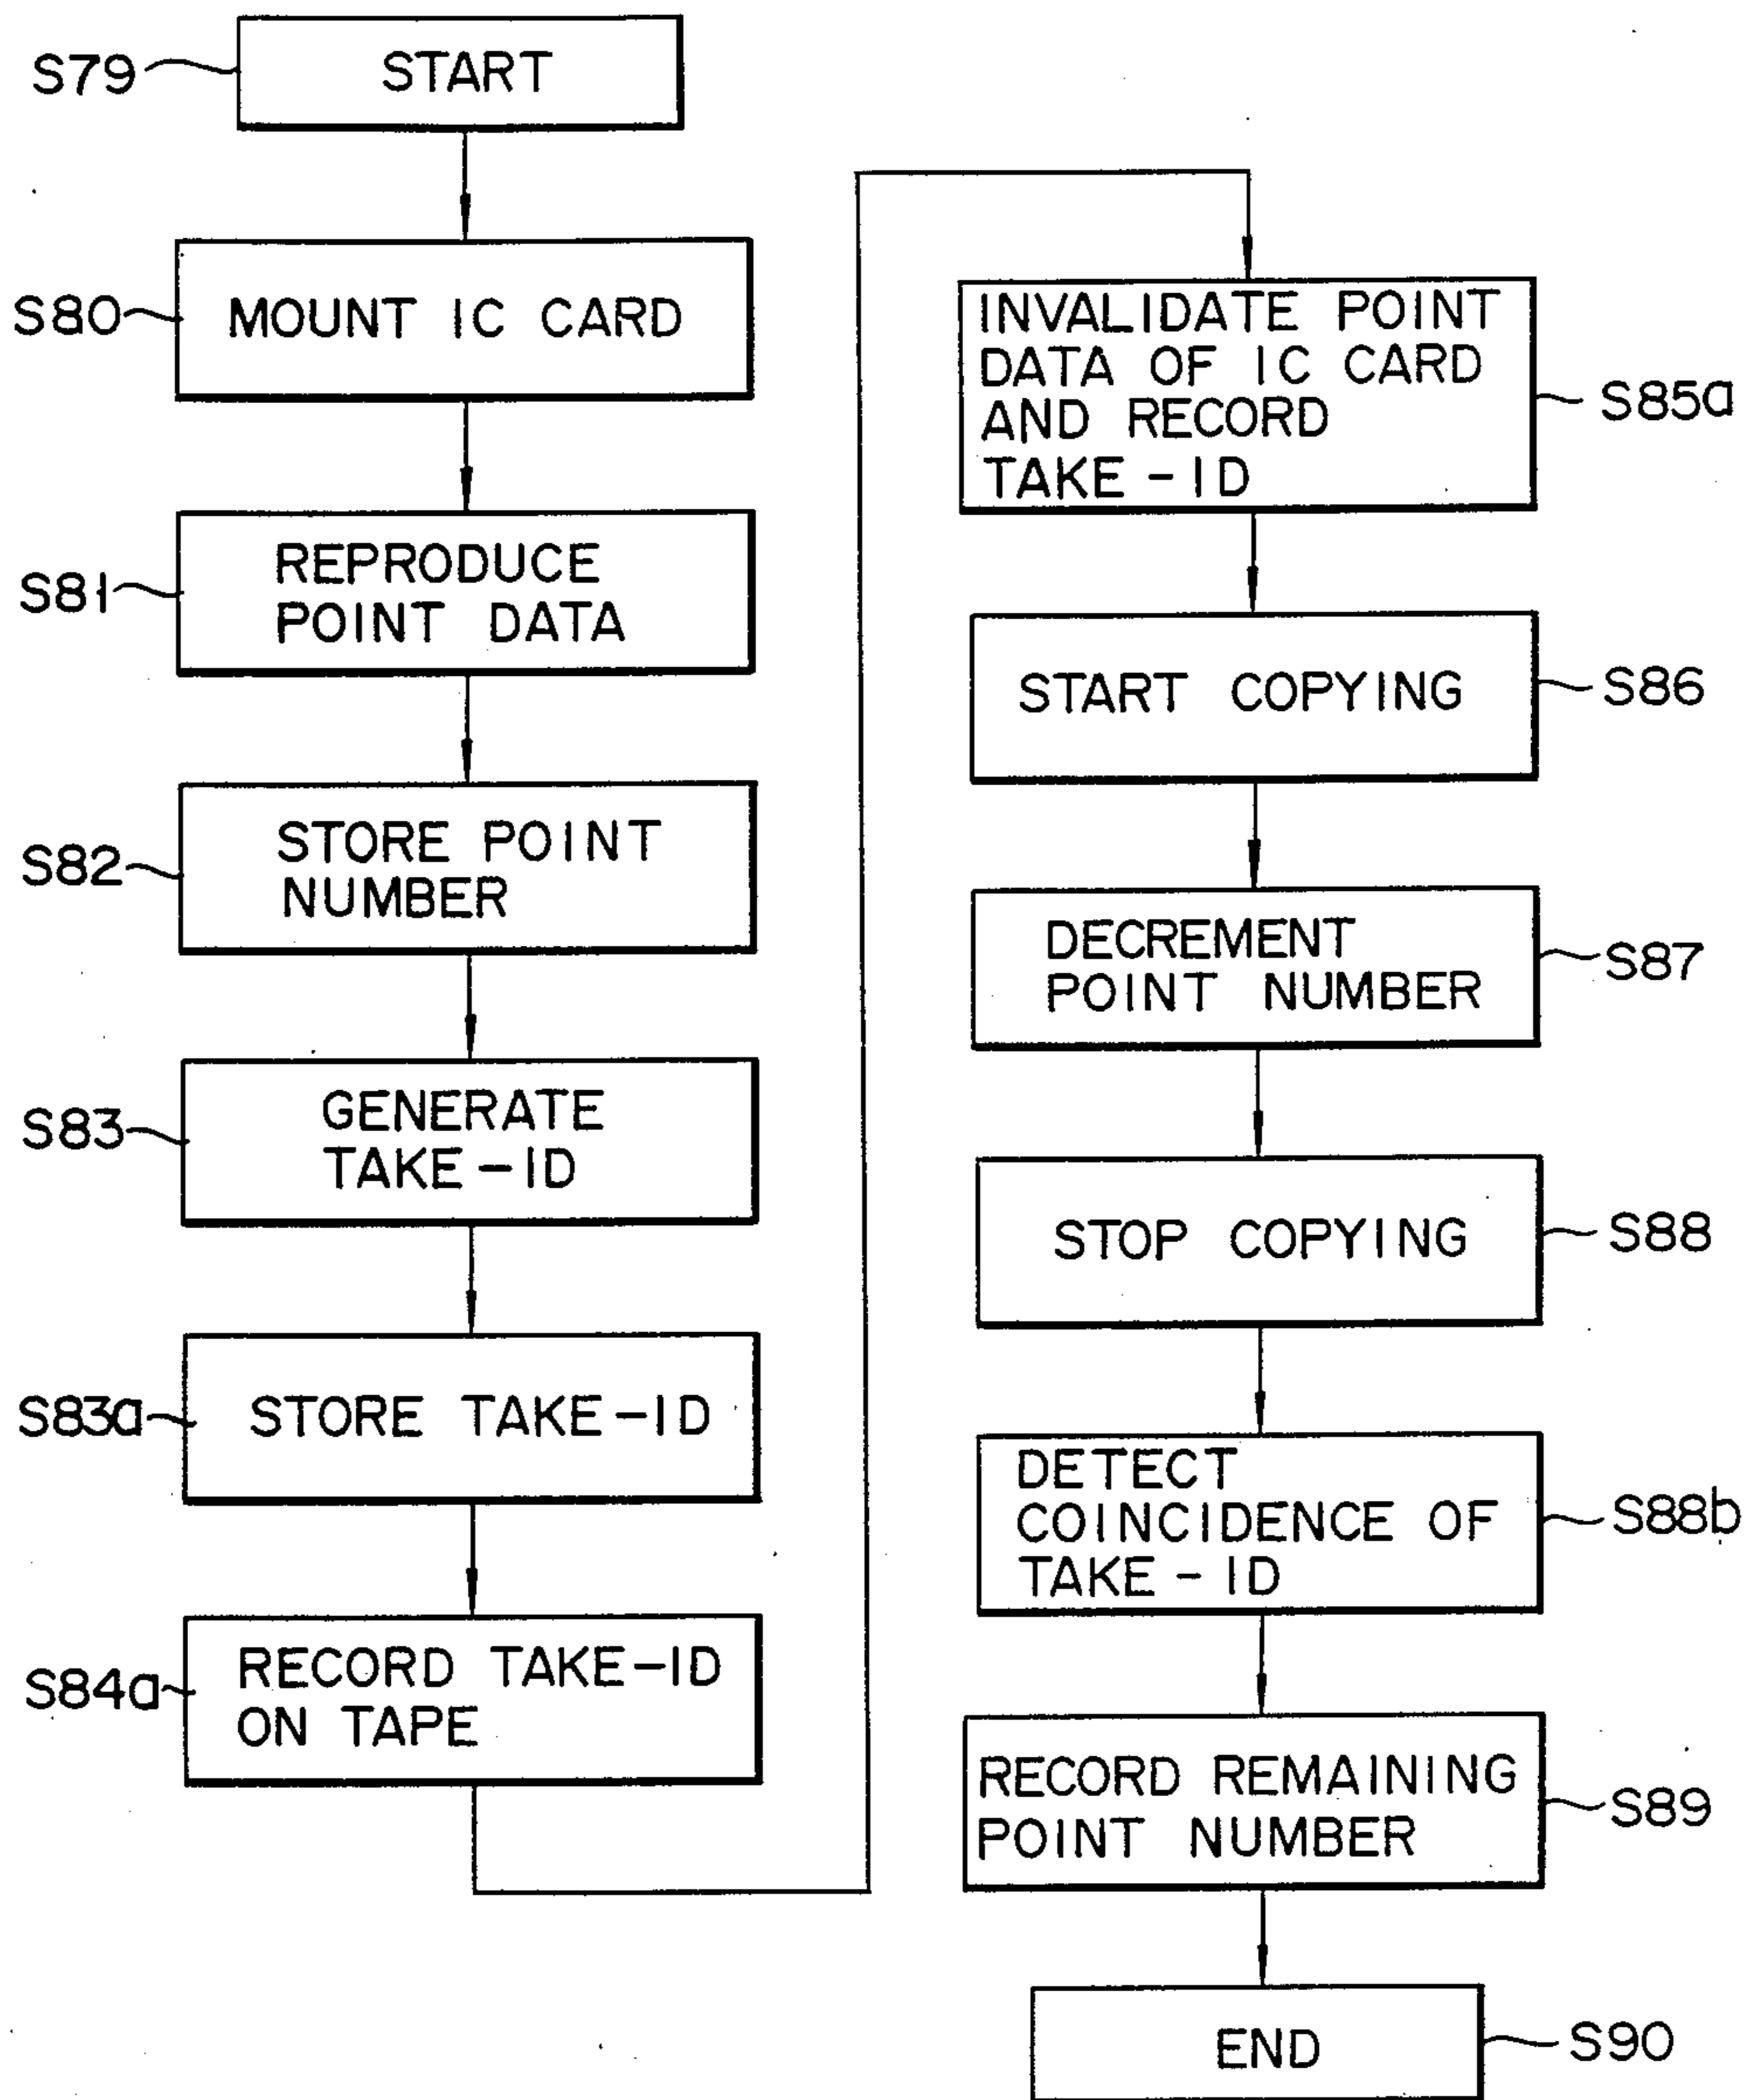 S79
START
S80
MOUNT IC CARD
S81
REPRODUCE
POINT DATA
S82
STORE POINT
NUMBER
S83
GENERATE
TAKE-ID
S83a
STORE TAKE-ID
S84a
RECORD TAKE-ID
ON TAPE
INVALIDATE POINT
DATA OF IC CARD
AND RECORD
TAKE-ID
S85a
START COPYING
S86
DECREMENT
POINT NUMBER
S87
STOP COPYING
S88
DETECT
COINCIDENCE OF
TAKE-ID
S88b
RECORD REMAINING
POINT NUMBER
S89
END
S90